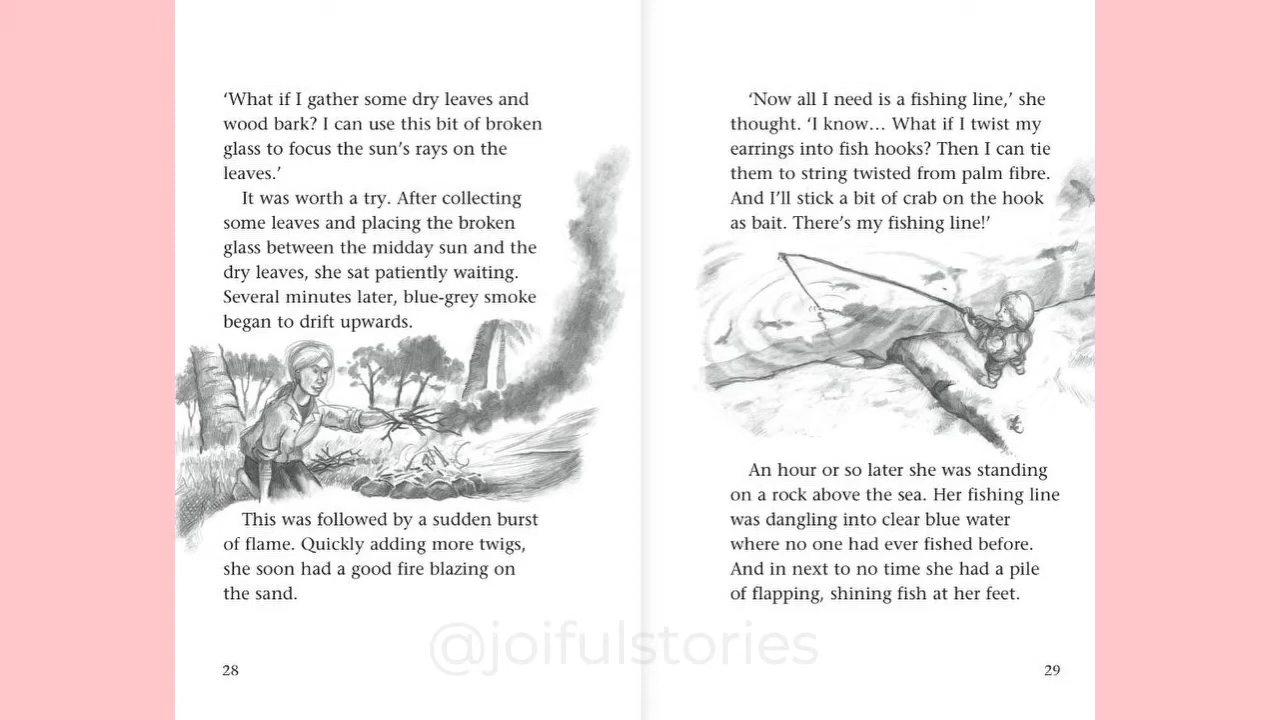 ‘What if I gather some dry leaves and
wood bark? I can use this bit of broken
glass to focus the sun’s rays on the
leaves.’
It was worth a try. After collecting
some leaves and placing the broken
glass between the midday sun and the
dry leaves, she sat patiently waiting.
Several minutes later, blue-grey smoke
began to drift upwards.
This was followed by a sudden burst
of flame. Quickly adding more twigs,
she soon had a good fire blazing on
the sand.
28
‘Now all I need is a fishing line,’ she
thought. ‘I know… What if I twist my
earrings into fish hooks? Then I can tie
them to string twisted from palm fibre.
And I’ll stick a bit of crab on the hook
as bait. There’s my fishing line!’
An hour or so later she was standing
on a rock above the sea. Her fishing line
was dangling into clear blue water
where no one had ever fished before.
And in next to no time she had a pile
of flapping, shining fish at her feet.
29
@joifulstories